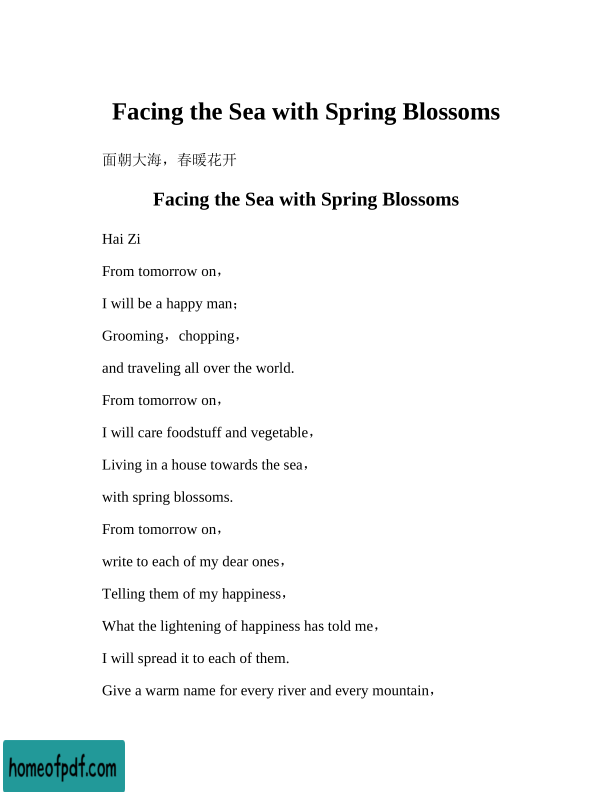 Facing the Sea with Spring Blossoms
面朝大海，春暖花开
Facing the Sea with Spring Blossoms
Hai Zi
From tomorrow on，
I will be a happy man；
Grooming，chopping，
and traveling all over the world.
From tomorrow on，
I will care foodstuff and vegetable，
Living in a house towards the sea，
with spring blossoms.
From tomorrow on，
write to each of my dear ones，
Telling them of my happiness，
What the lightening of happiness has told me，
I will spread it to each of them.
Give a warm name for every river and every mountain，
homeofpdf.com